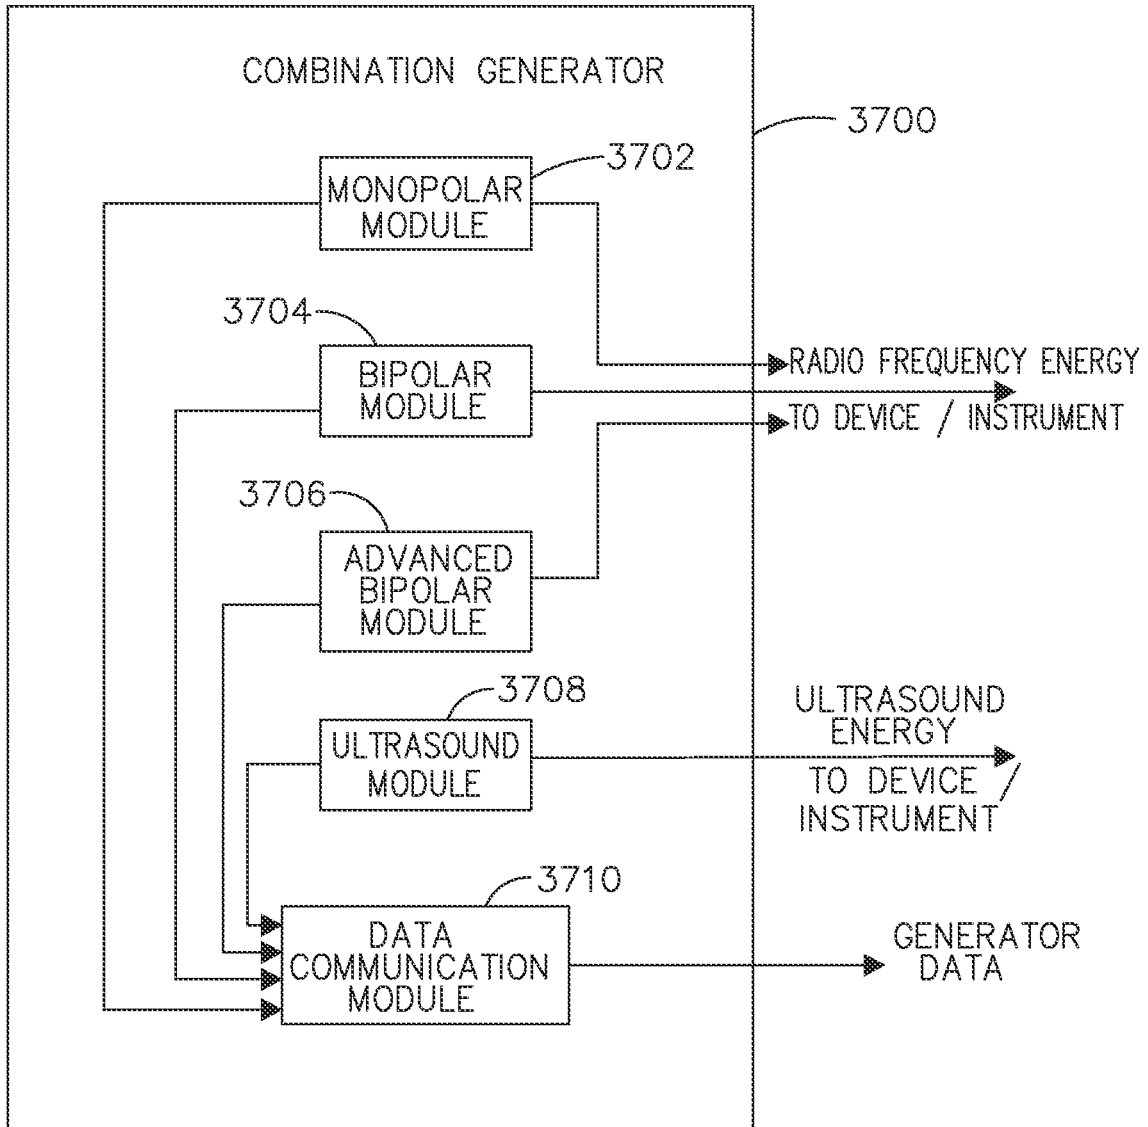 COMBINATION GENERATOR
3700
3702
MONOPOLAR
MODULE
3704
BIPOLAR
MODULE
RADIO FREQUENCY ENERGY
TO DEVICE / INSTRUMENT
3706
ADVANCED
BIPOLAR
MODULE
3708
ULTRASOUND
MODULE
ULTRASOUND
ENERGY
TO DEVICE /
INSTRUMENT
3710
DATA
COMMUNICATION
MODULE
GENERATOR
DATA